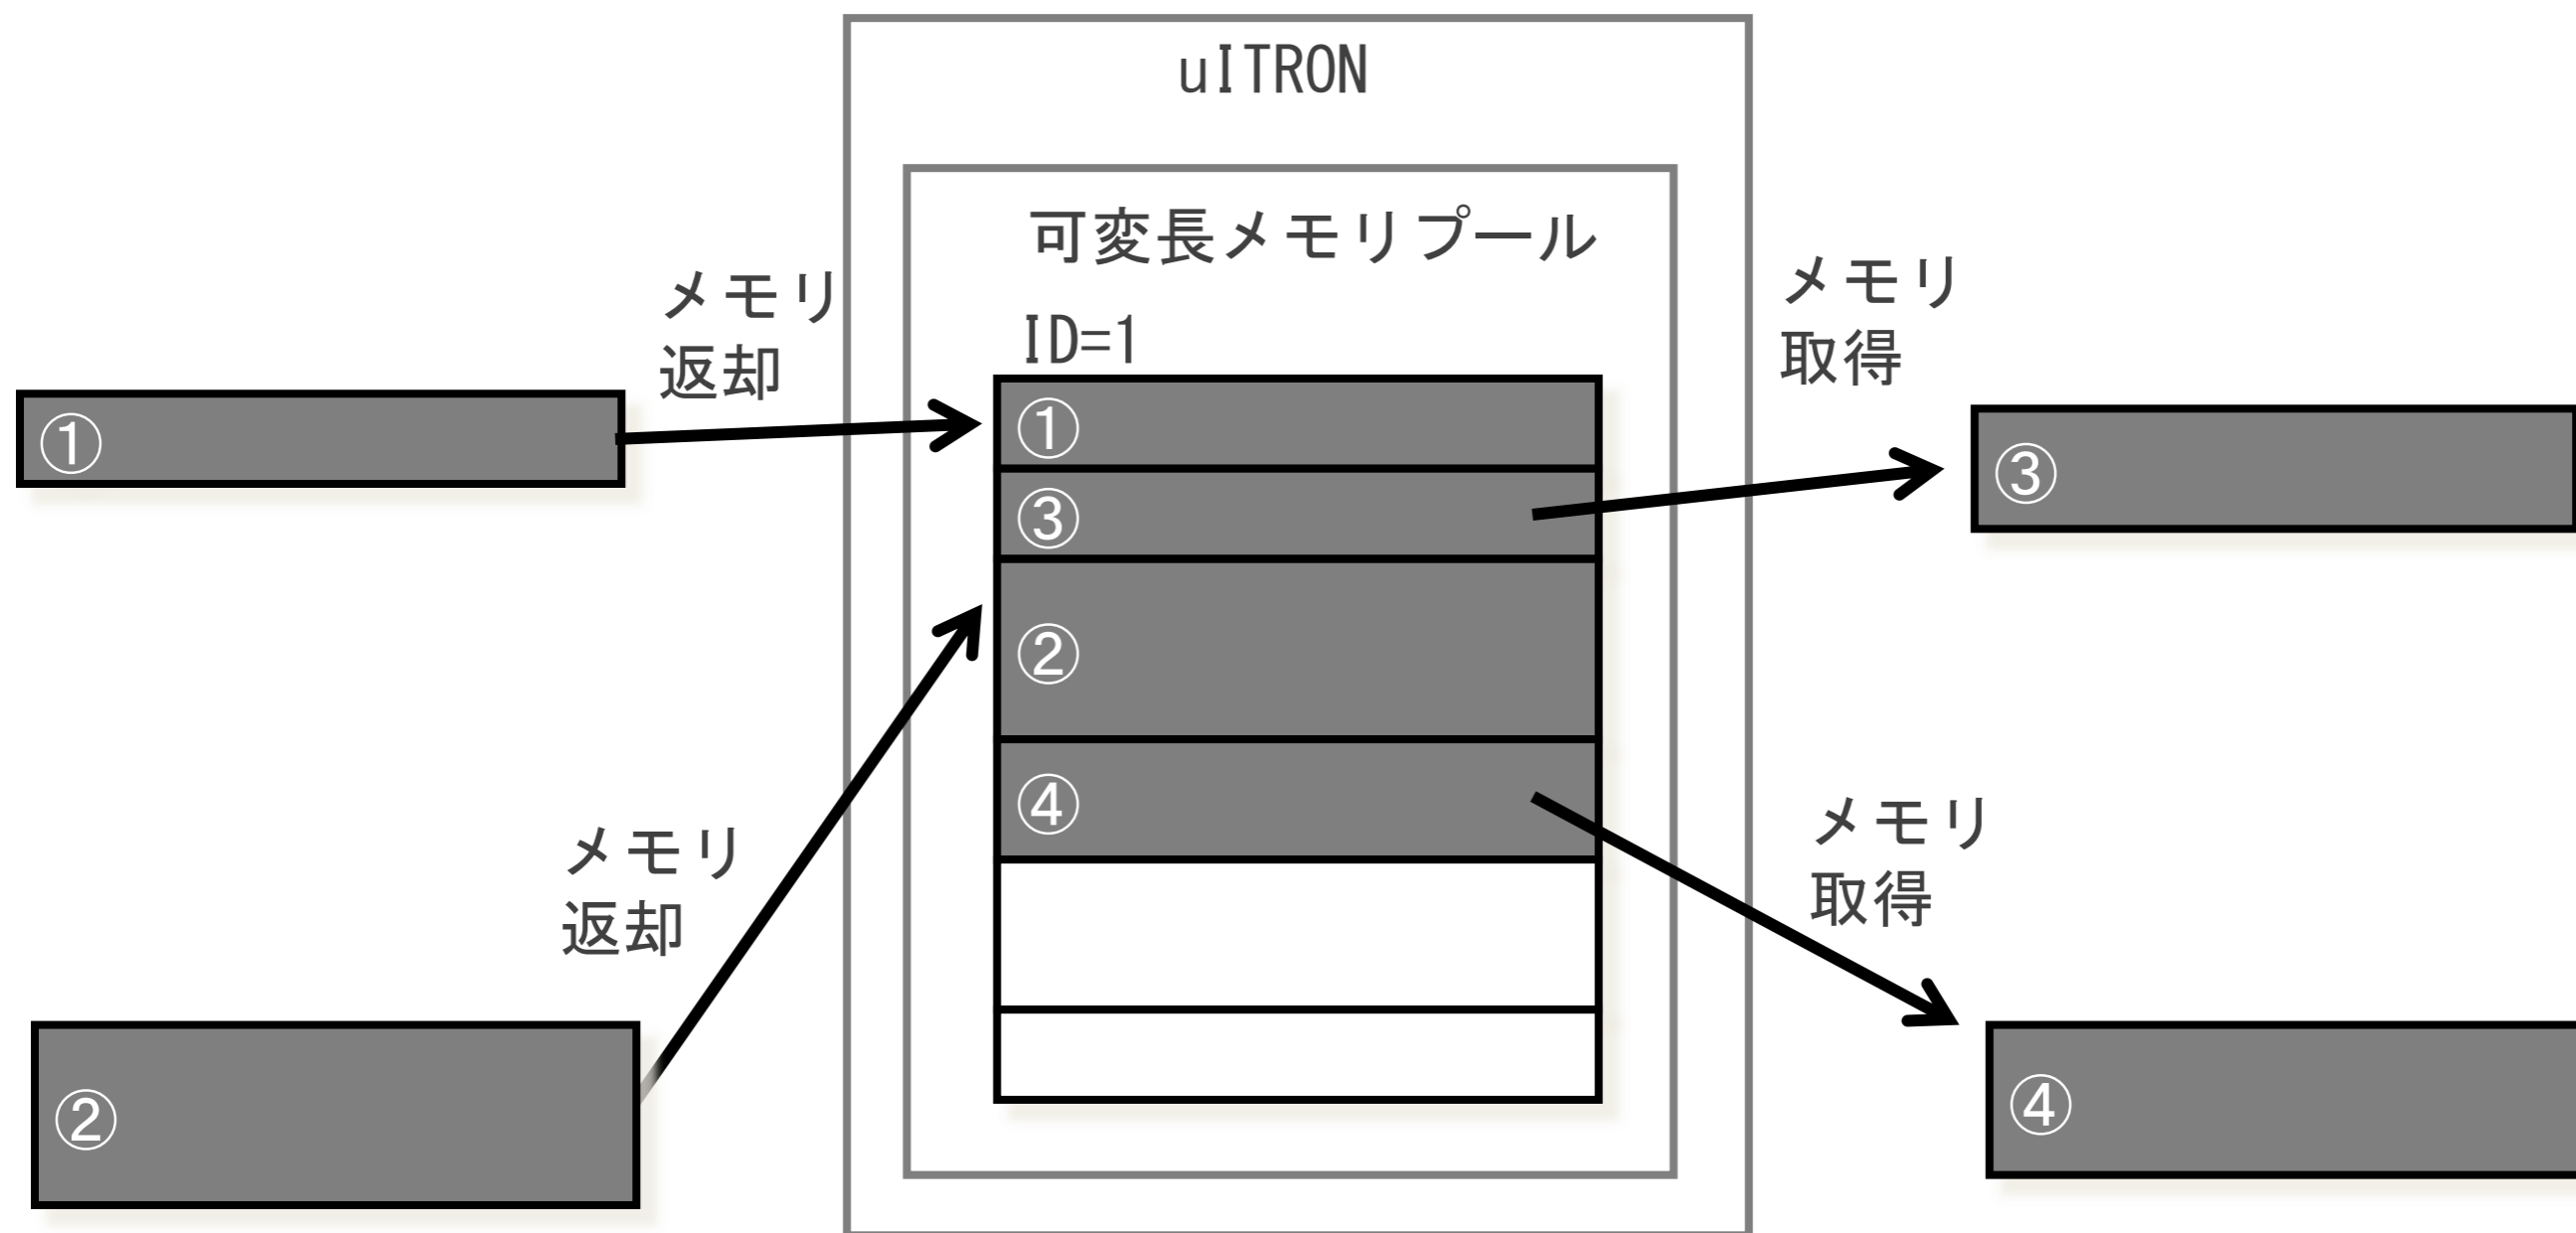 uITRON
可変長メモリプール
ID=1
メモリ
返却
①
メモリ
返却
②
①
③
②
④
メモリ
取得
③
メモリ
取得
④